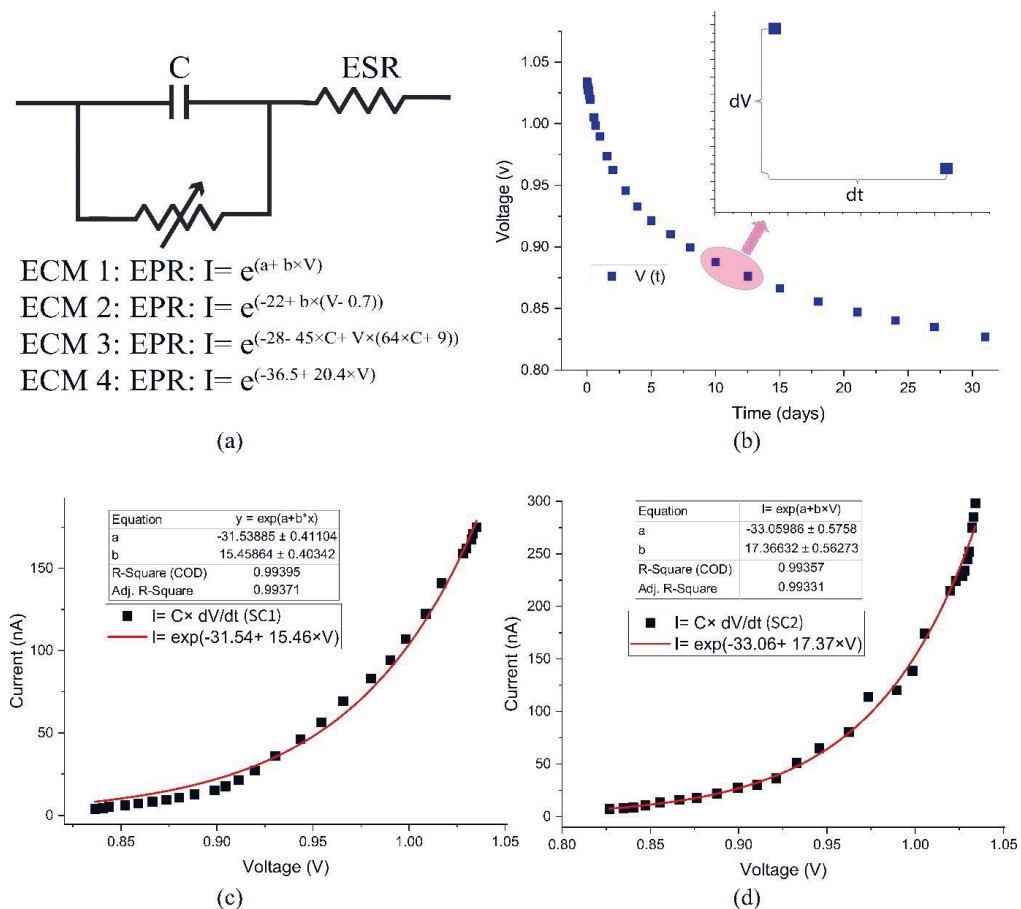 C
ESR
ECM 1: EPR: I= e^(a+ b×V)
ECM 2: EPR: I= e^(-22+ b×(V- 0.7))
ECM 3: EPR: I= e^(-28- 45×C+ V×(64×C+ 9))
ECM 4: EPR: I= e^(-36.5+ 20.4×V)
(a)
Voltage (v)
1.05
1.00
0.95
0.90
0.85
0.80
dV
dt
V (t)
0 5 10 15 20 25 30
Time (days)
(b)
Current (nA)
150
100
50
0
Equation y = exp(a+b*x)
a -31.53885 ± 0.41104
b 15.45864 ± 0.40342
R-Square (COD) 0.99395
Adj. R-Square 0.99371
I= C× dV/dt (SC1)
I= exp(-31.54+ 15.46×V)
0.85 0.90 0.95 1.00 1.05
Voltage (V)
(c)
Current (nA)
300
250
200
150
100
50
0
Equation I= exp(a+b×V)
a -33.05986 ± 0.5758
b 17.36632 ± 0.56273
R-Square (COD) 0.99357
Adj. R-Square 0.99331
I= C× dV/dt (SC2)
I= exp(-33.06+ 17.37×V)
0.80 0.85 0.90 0.95 1.00 1.05
Voltage (V)
(d)